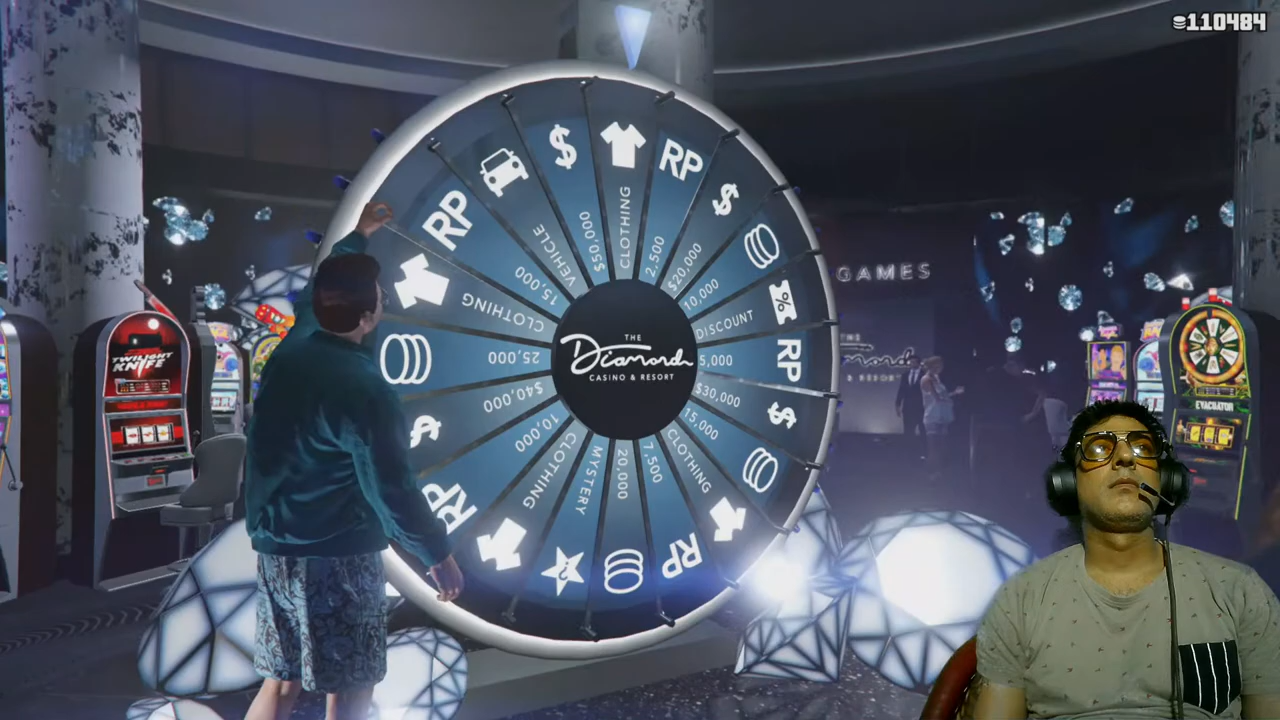 110484
$
$50,000
CLOTHING
RP
2,500
$
$20,000
10,000
%
DISCOUNT
RP
5,000
$
$30,000
15,000
CLOTHING
RP
7,500
20,000
?
MYSTERY
CLOTHING
RP
10,000
$
$40,000
25,000
CLOTHING
RP
15,000
VEHICLE
THE
Diamond
CASINO & RESORT
GAMES
TWILIGHT
KNIFE
EVACUATOR